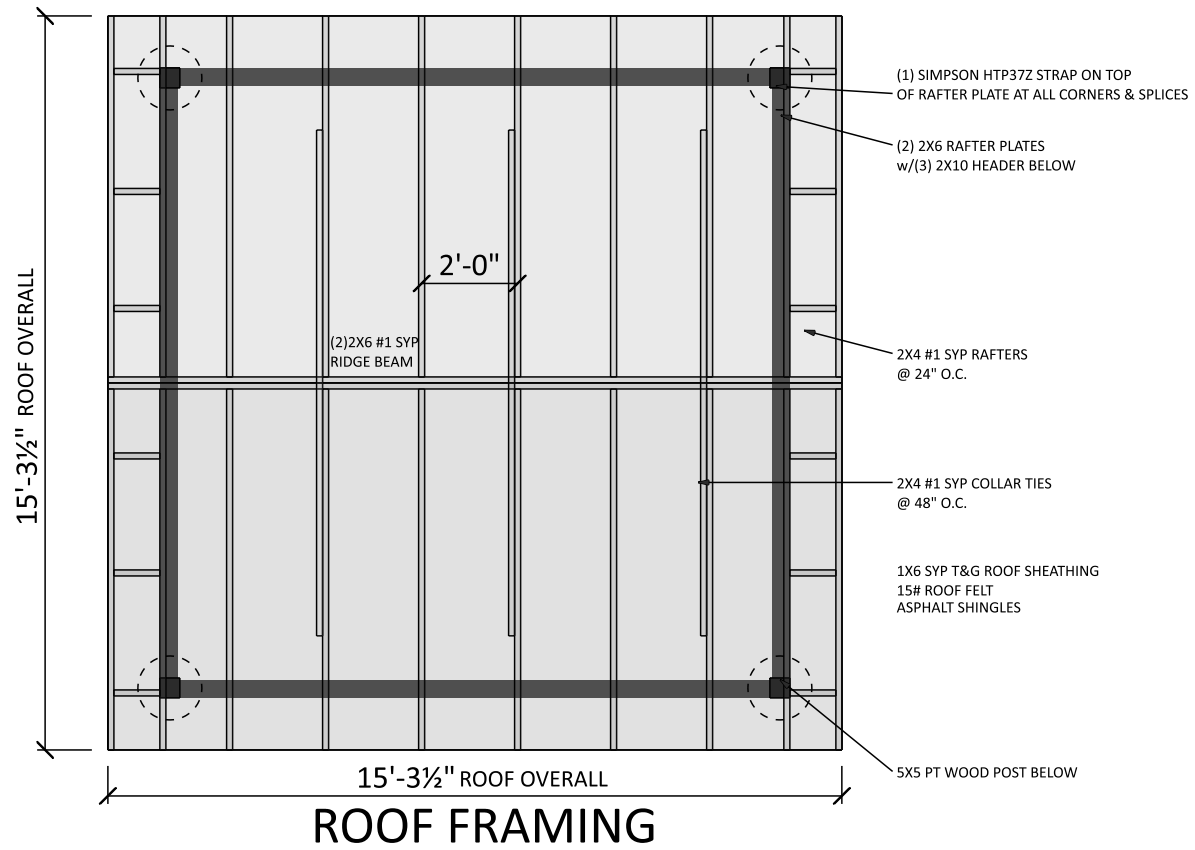 (1) SIMPSON HTP37Z STRAP ON TOP
OF RAFTER PLATE AT ALL CORNERS & SPLICES
(2) 2X6 RAFTER PLATES
w/(3) 2X10 HEADER BELOW
2'-0"
(2)2X6 #1 SYP
RIDGE BEAM
2X4 #1 SYP RAFTERS
@ 24" O.C.
15'-3½" ROOF OVERALL
2X4 #1 SYP COLLAR TIES
@ 48" O.C.
1X6 SYP T&G ROOF SHEATHING
15# ROOF FELT
ASPHALT SHINGLES
5X5 PT WOOD POST BELOW
15'-3½" ROOF OVERALL
ROOF FRAMING